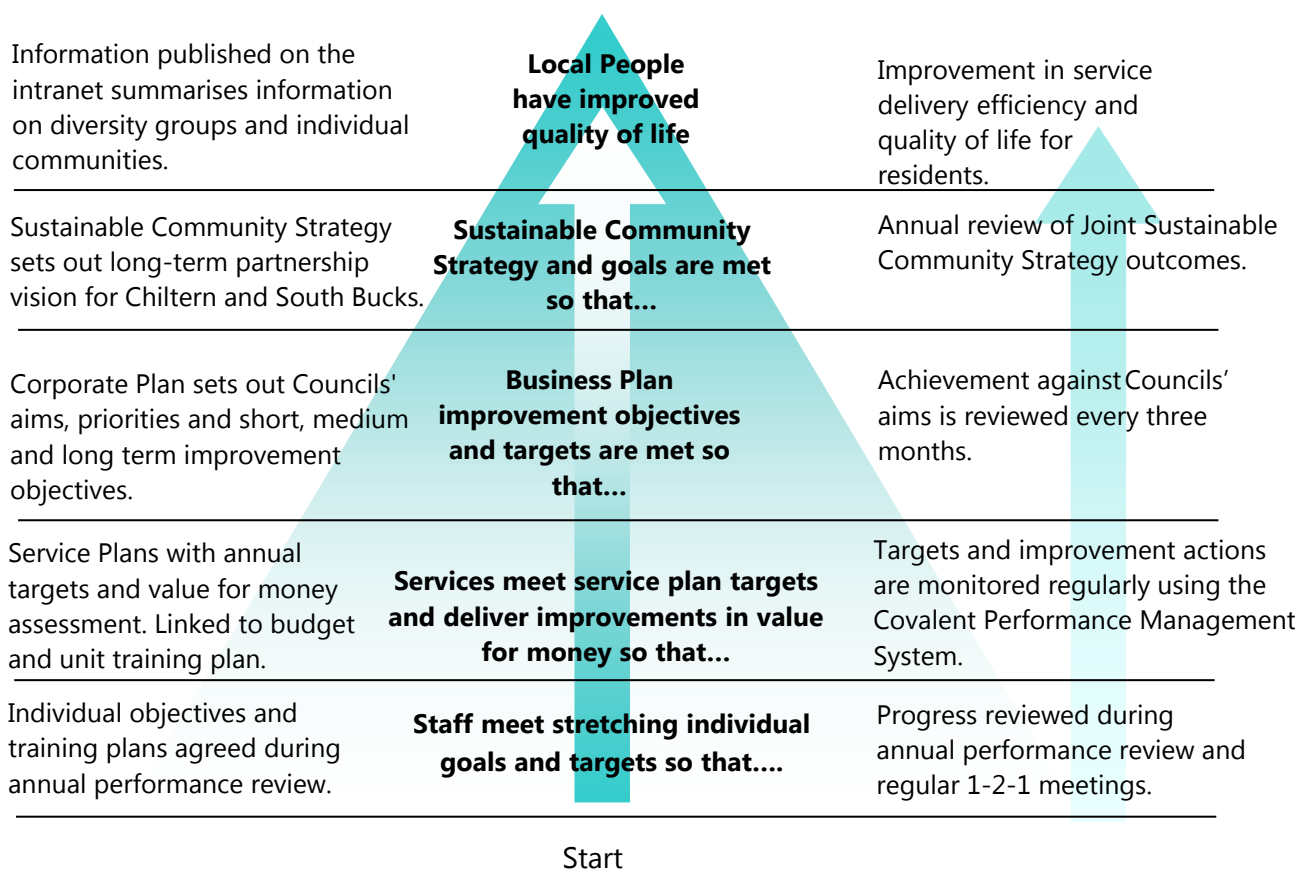 Information published on the
intranet summarises information
on diversity groups and individual
communities.
Local People
have improved
quality of life
Improvement in service
delivery efficiency and
quality of life for
residents.
Sustainable Community Strategy
sets out long-term partnership
vision for Chiltern and South Bucks.
Sustainable Community
Strategy and goals are met
so that…
Annual review of Joint Sustainable
Community Strategy outcomes.
Corporate Plan sets out Councils'
aims, priorities and short, medium
and long term improvement
objectives.
Business Plan
improvement objectives
and targets are met so
that…
Achievement against Councils’
aims is reviewed every three
months.
Service Plans with annual
targets and value for money
assessment. Linked to budget
and unit training plan.
Services meet service plan targets
and deliver improvements in value
for money so that…
Targets and improvement actions
are monitored regularly using the
Covalent Performance Management
System.
Individual objectives and
training plans agreed during
annual performance review.
Staff meet stretching individual
goals and targets so that….
Progress reviewed during
annual performance review and
regular 1-2-1 meetings.
Start